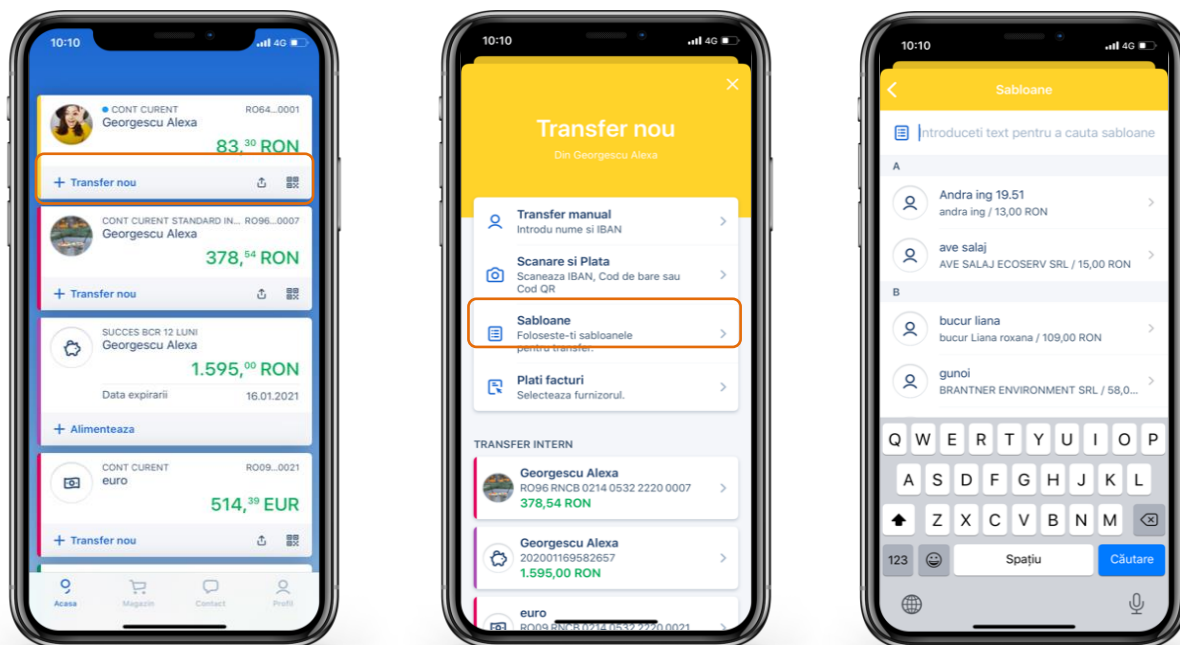 10:10
4G
CONT CURENT RO64...0001
Georgescu Alexa
83,30 RON
+ Transfer nou
CONT CURENT STANDARD IN... RO96...0007
Georgescu Alexa
378,54 RON
+ Transfer nou
SUCCES BCR 12 LUNI
Georgescu Alexa
1.595,00 RON
Data expirarii 16.01.2021
+ Alimenteaza
CONT CURENT RO09...0021
euro
514,39 EUR
+ Transfer nou
Acasa Magazin Contact Profil
10:10
4G
Transfer nou
Din Georgescu Alexa
Transfer manual
Introdu nume si IBAN
Scanare si Plata
Scaneaza IBAN, Cod de bare sau
Cod QR
Sabloane
Foloseste-ti sabloanele
pentru transfer.
Plati facturi
Selecteaza furnizorul.
TRANSFER INTERN
Georgescu Alexa
RO96 RNCB 0214 0532 2220 0007
378,54 RON
Georgescu Alexa
202001169582657
1.595,00 RON
euro
RO09 RNCB 0214 0532 2220 0021
10:10
4G
Sabloane
Introduceti text pentru a cauta sabloane
A
Andra ing 19.51
andra ing / 13,00 RON
ave salaj
AVE SALAJ ECOSERV SRL / 15,00 RON
B
bucur liana
bucur Liana roxana / 109,00 RON
gunoi
BRANTNER ENVIRONMENT SRL / 58,0...
Q W E R T Y U I O P
A S D F G H J K L
Z X C V B N M
123 Spațiu Căutare